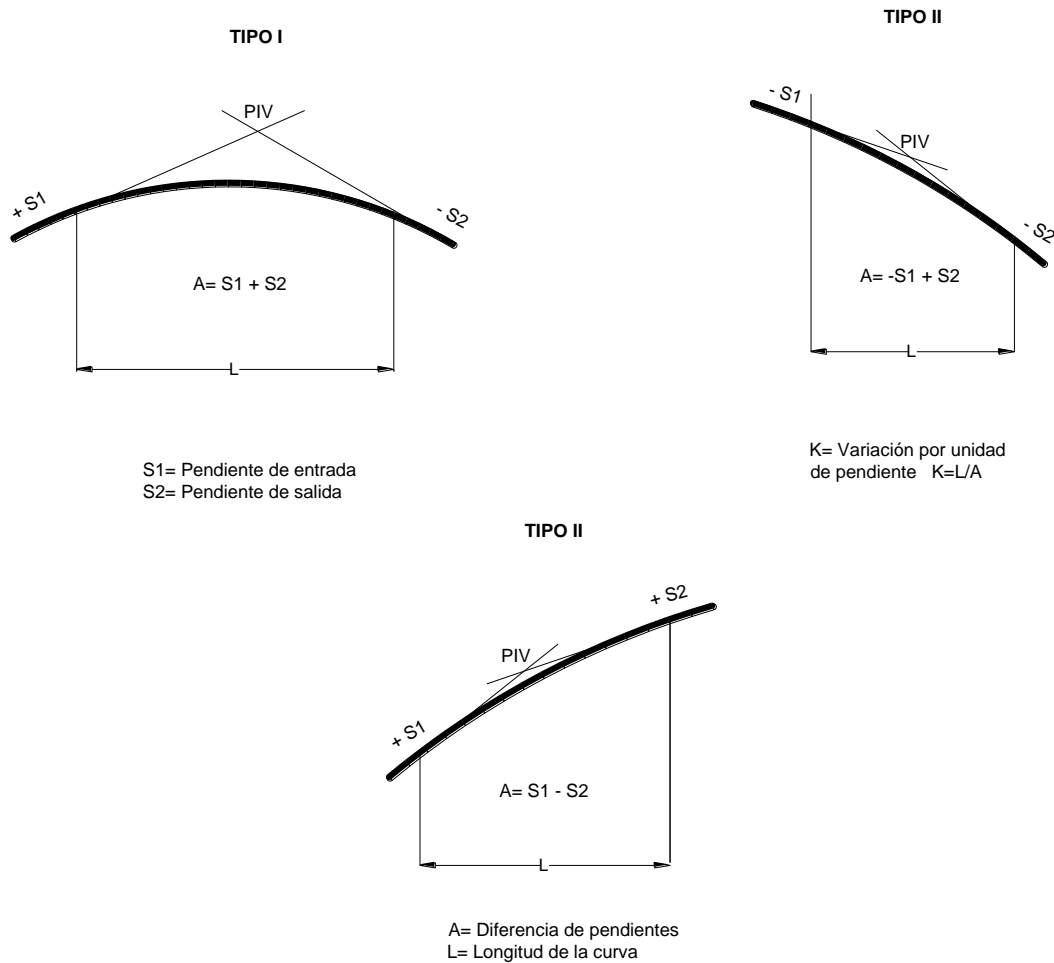 TIPO I
PIV
+ S1
- S2
A= S1 + S2
L
S1= Pendiente de entrada
S2= Pendiente de salida
TIPO II
- S1
PIV
- S2
A= -S1 + S2
L
K= Variación por unidad
de pendiente K=L/A
TIPO II
+ S2
PIV
+ S1
A= S1 - S2
L
A= Diferencia de pendientes
L= Longitud de la curva